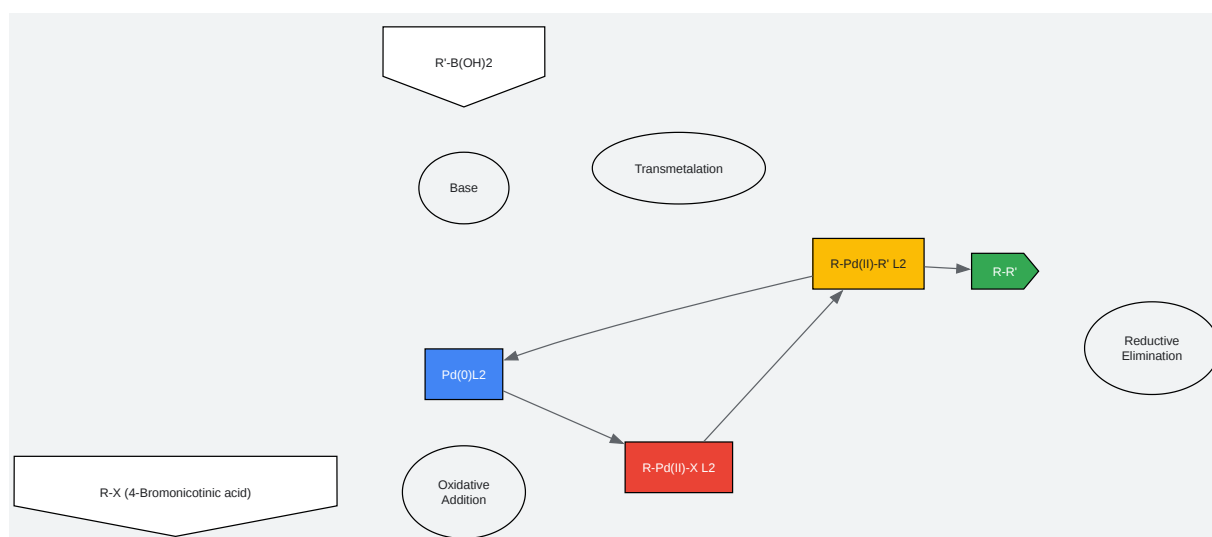 R'-B(OH)2
Base
Transmetalation
R-Pd(II)-R' L2
R-R'
Reductive
Elimination
Pd(0)L2
R-Pd(II)-X L2
R-X (4-Bromonicotinic acid)
Oxidative
Addition